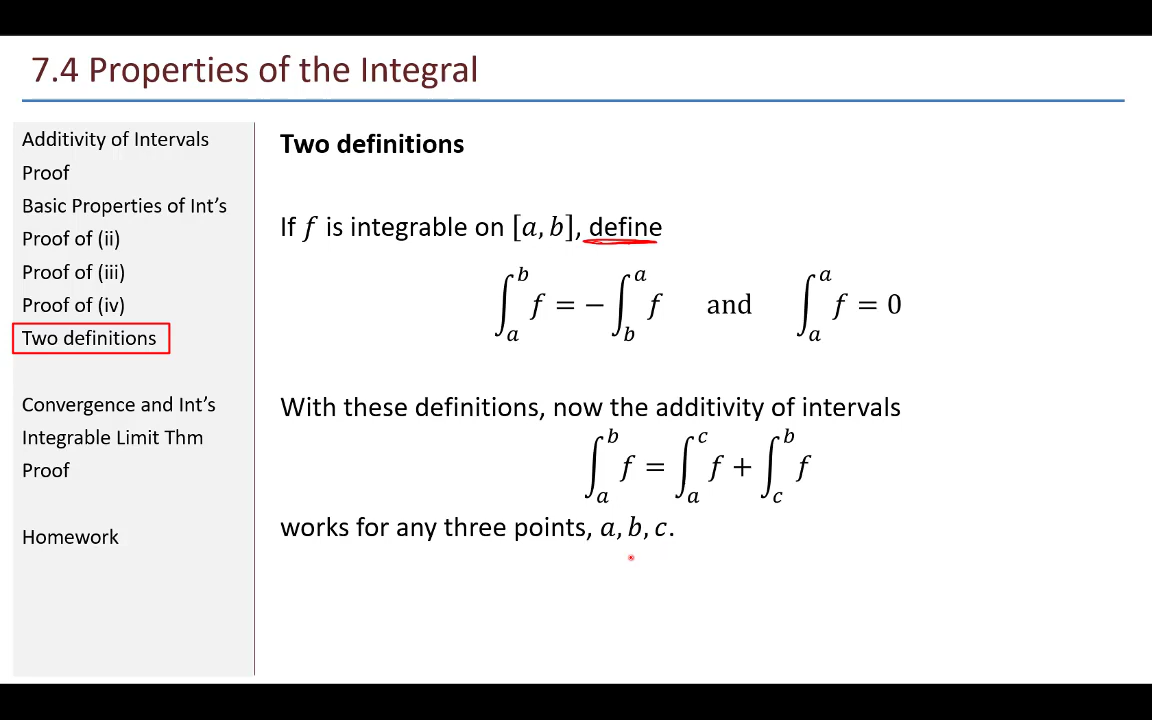 7.4 Properties of the Integral
Additivity of Intervals
Proof
Basic Properties of Int’s
Proof of (ii)
Proof of (iii)
Proof of (iv)
Two definitions
Convergence and Int’s
Integrable Limit Thm
Proof
Homework
Two definitions
If f is integrable on [a, b], define
∫_a^b f = − ∫_b^a f and ∫_a^a f = 0
With these definitions, now the additivity of intervals
∫_a^b f = ∫_a^c f + ∫_c^b f
works for any three points, a, b, c.